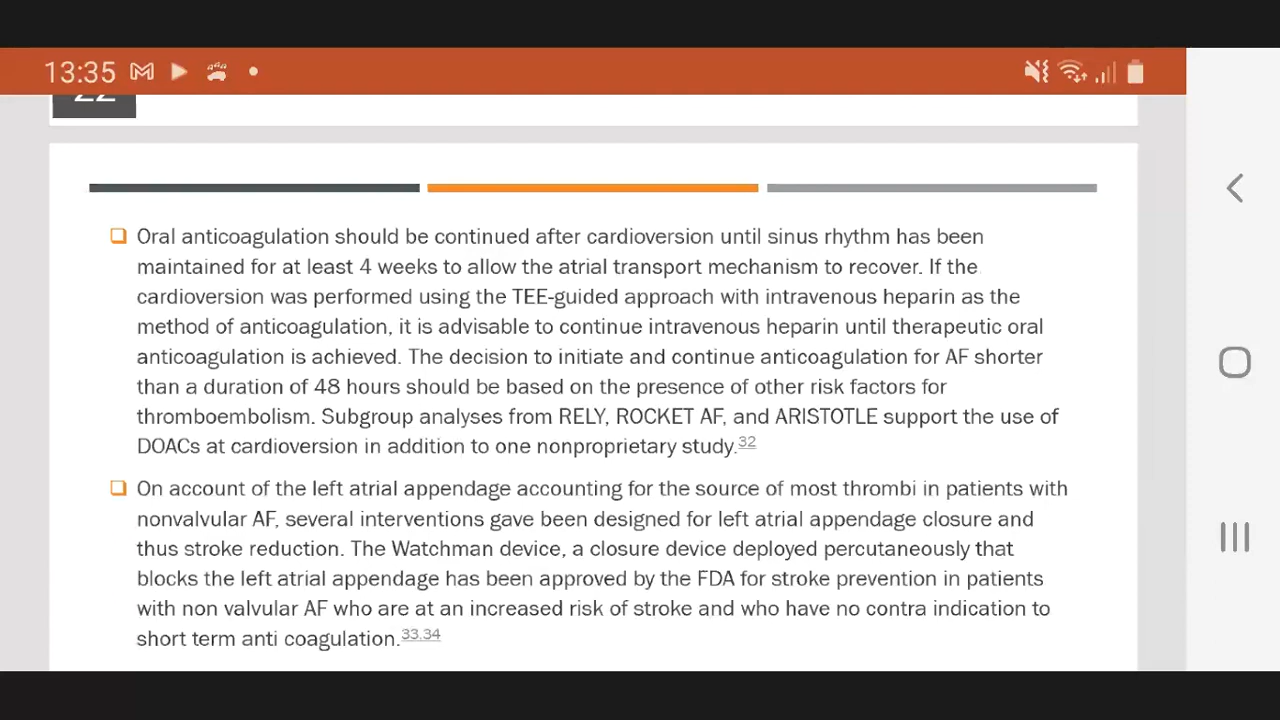 13:35
22
Oral anticoagulation should be continued after cardioversion until sinus rhythm has been
maintained for at least 4 weeks to allow the atrial transport mechanism to recover. If the
cardioversion was performed using the TEE-guided approach with intravenous heparin as the
method of anticoagulation, it is advisable to continue intravenous heparin until therapeutic oral
anticoagulation is achieved. The decision to initiate and continue anticoagulation for AF shorter
than a duration of 48 hours should be based on the presence of other risk factors for
thromboembolism. Subgroup analyses from RELY, ROCKET AF, and ARISTOTLE support the use of
DOACs at cardioversion in addition to one nonproprietary study.32
On account of the left atrial appendage accounting for the source of most thrombi in patients with
nonvalvular AF, several interventions gave been designed for left atrial appendage closure and
thus stroke reduction. The Watchman device, a closure device deployed percutaneously that
blocks the left atrial appendage has been approved by the FDA for stroke prevention in patients
with non valvular AF who are at an increased risk of stroke and who have no contra indication to
short term anti coagulation.33.34